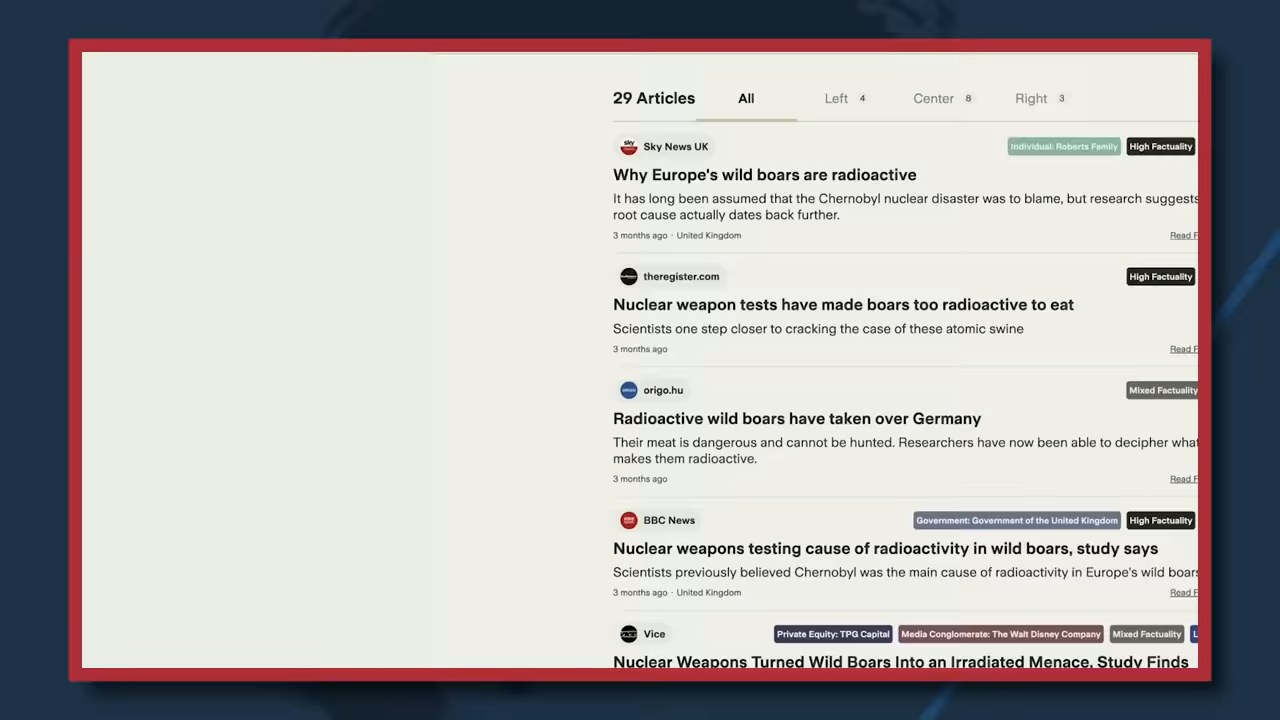 29 Articles All Left 4 Center 8 Right 3
Sky News UK Individual: Roberts Family High Factuality
Why Europe's wild boars are radioactive
It has long been assumed that the Chernobyl nuclear disaster was to blame, but research suggests
root cause actually dates back further.
3 months ago · United Kingdom Read F
theregister.com High Factuality
Nuclear weapon tests have made boars too radioactive to eat
Scientists one step closer to cracking the case of these atomic swine
3 months ago Read F
origo.hu Mixed Factuality
Radioactive wild boars have taken over Germany
Their meat is dangerous and cannot be hunted. Researchers have now been able to decipher what
makes them radioactive.
3 months ago Read F
BBC News Government: Government of the United Kingdom High Factuality
Nuclear weapons testing cause of radioactivity in wild boars, study says
Scientists previously believed Chernobyl was the main cause of radioactivity in Europe's wild boars
3 months ago · United Kingdom Read F
Vice Private Equity: TPG Capital Media Conglomerate: The Walt Disney Company Mixed Factuality L
Nuclear Weapons Turned Wild Boars Into an Irradiated Menace, Study Finds